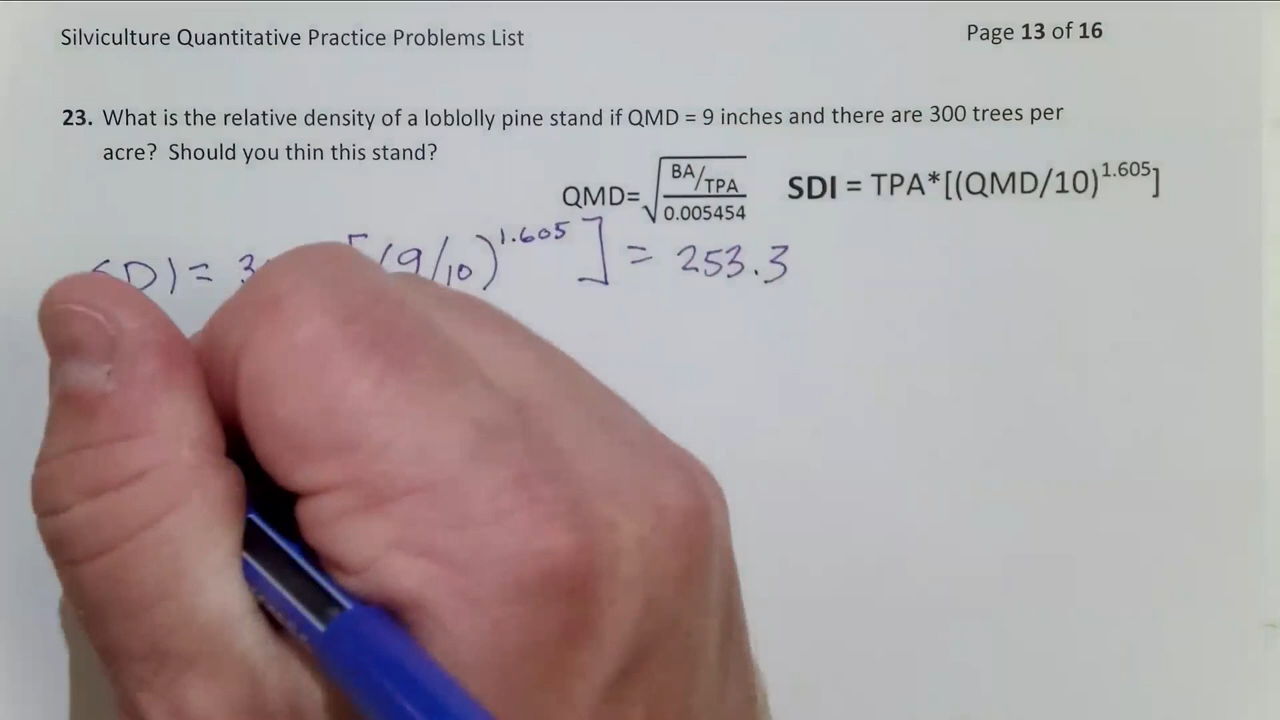 Silviculture Quantitative Practice Problems List
Page 13 of 16
23. What is the relative density of a loblolly pine stand if QMD = 9 inches and there are 300 trees per
acre? Should you thin this stand?
QMD=√((BA/TPA)/0.005454) SDI = TPA*[(QMD/10)^1.605]
SDI = 3 [(9/10)^1.605] = 253.3